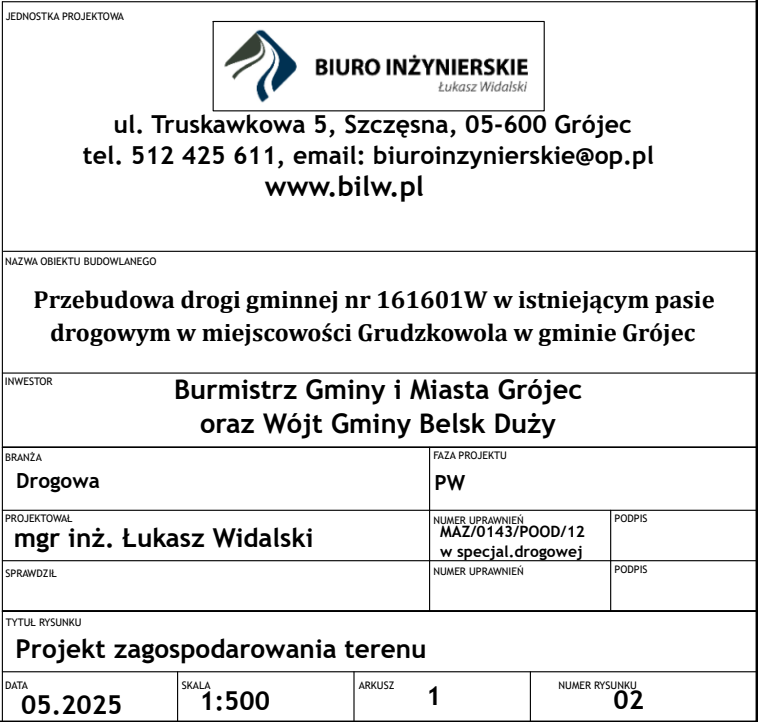 JEDNOSTKA PROJEKTOWA
BIURO INŻYNIERSKIE
Łukasz Widalski
ul. Truskawkowa 5, Szczęsna, 05-600 Grójec
tel. 512 425 611, email: biuroinzynierskie@op.pl
www.bilw.pl
NAZWA OBIEKTU BUDOWLANEGO
Przebudowa drogi gminnej nr 161601W w istniejącym pasie
drogowym w miejscowości Grudzkowola w gminie Grójec
INWESTOR
Burmistrz Gminy i Miasta Grójec
oraz Wójt Gminy Belsk Duży
BRANŻA
Drogowa
FAZA PROJEKTU
PW
PROJEKTOWAŁ
mgr inż. Łukasz Widalski
NUMER UPRAWNIEŃ
MAZ/0143/POOD/12
w specjal.drogowej
PODPIS
SPRAWDZIŁ
NUMER UPRAWNIEŃ
PODPIS
TYTUŁ RYSUNKU
Projekt zagospodarowania terenu
DATA
05.2025
SKALA
1:500
ARKUSZ
1
NUMER RYSUNKU
02